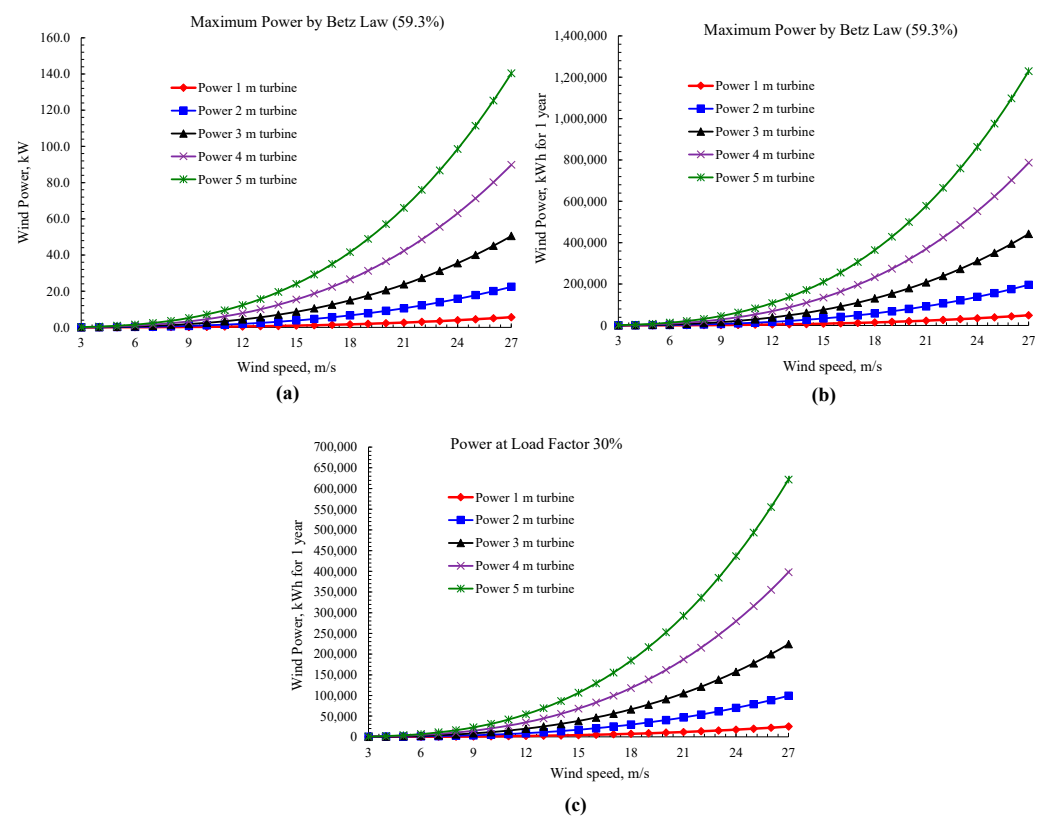 Maximum Power by Betz Law (59.3%)
160.0
140.0
120.0
100.0
80.0
60.0
40.0
20.0
0.0
Wind Power, kW
Power 1 m turbine
Power 2 m turbine
Power 3 m turbine
Power 4 m turbine
Power 5 m turbine
3 6 9 12 15 18 21 24 27
Wind speed, m/s
(a)
Maximum Power by Betz Law (59.3%)
1,400,000
1,200,000
1,000,000
800,000
600,000
400,000
200,000
0
Wind Power, kWh for 1 year
Power 1 m turbine
Power 2 m turbine
Power 3 m turbine
Power 4 m turbine
Power 5 m turbine
3 6 9 12 15 18 21 24 27
Wind speed, m/s
(b)
Power at Load Factor 30%
700,000
650,000
600,000
550,000
500,000
450,000
400,000
350,000
300,000
250,000
200,000
150,000
100,000
50,000
0
Wind Power, kWh for 1 year
Power 1 m turbine
Power 2 m turbine
Power 3 m turbine
Power 4 m turbine
Power 5 m turbine
3 6 9 12 15 18 21 24 27
Wind speed, m/s
(c)